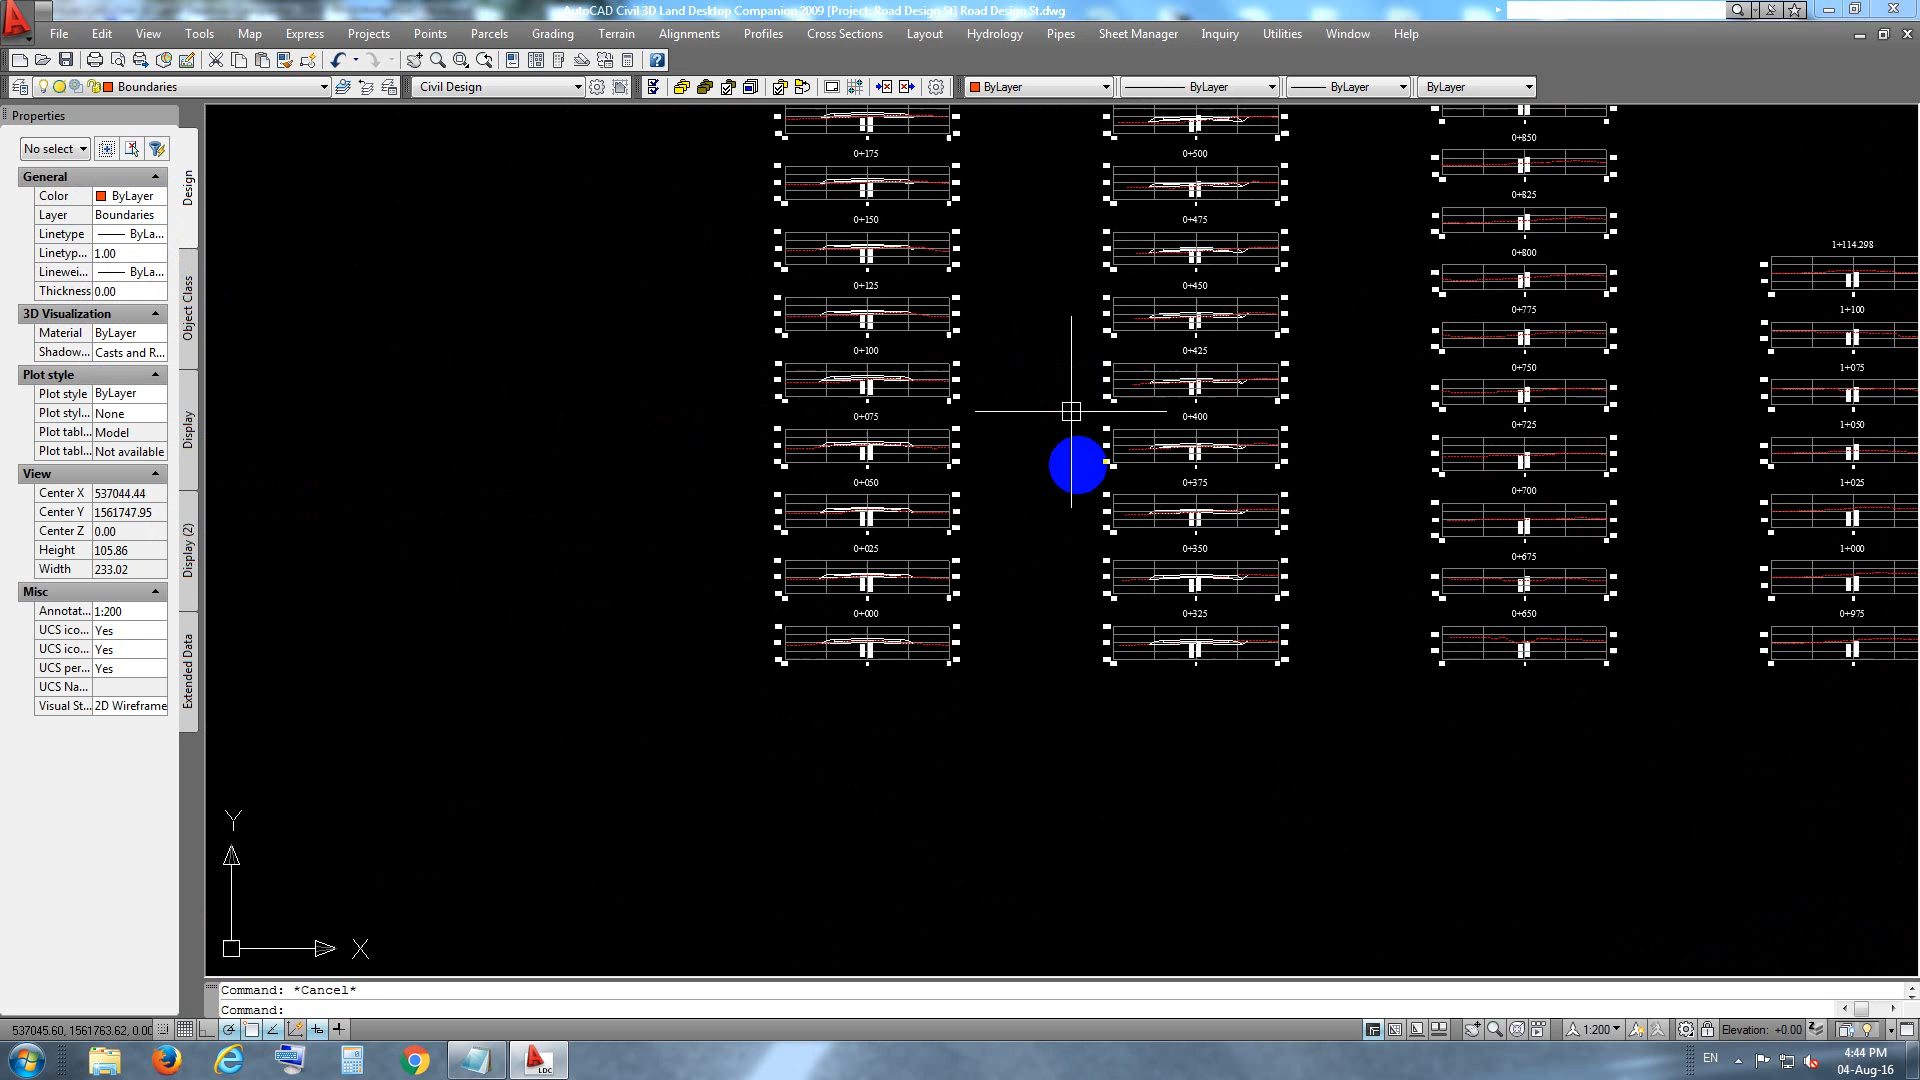 AutoCAD Civil 3D Land Desktop Companion 2009 [Project: Road Design St] Road Design St.dwg
File Edit View Tools Map Express Projects Points Parcels Grading Terrain Alignments Profiles Cross Sections Layout Hydrology Pipes Sheet Manager Inquiry Utilities Window Help
Boundaries Civil Design ByLayer ByLayer ByLayer ByLayer
Properties
No select
General
Color ByLayer
Layer Boundaries
Linetype ByLa...
Linetyp... 1.00
Linewei... ByLa...
Thickness 0.00
3D Visualization
Material ByLayer
Shadow... Casts and R...
Plot style
Plot style ByLayer
Plot styl... None
Plot tabl... Model
Plot tabl... Not available
View
Center X 537044.44
Center Y 1561747.95
Center Z 0.00
Height 105.86
Width 233.02
Misc
Annotat... 1:200
UCS ico... Yes
UCS ico... Yes
UCS per... Yes
UCS Na...
Visual St... 2D Wireframe
Design
Object Class
Display
Display (2)
Extended Data
0+175
0+150
0+125
0+100
0+075
0+050
0+025
0+000
0+500
0+475
0+450
0+425
0+400
0+375
0+350
0+325
0+850
0+825
0+800
0+775
0+750
0+725
0+700
0+675
0+650
1+114.298
1+100
1+075
1+050
1+025
1+000
0+975
Y
X
Command: *Cancel*
Command:
537045.60, 1561763.62, 0.00 1:200 Elevation: +0.00
LDC
EN
4:44 PM
04-Aug-16